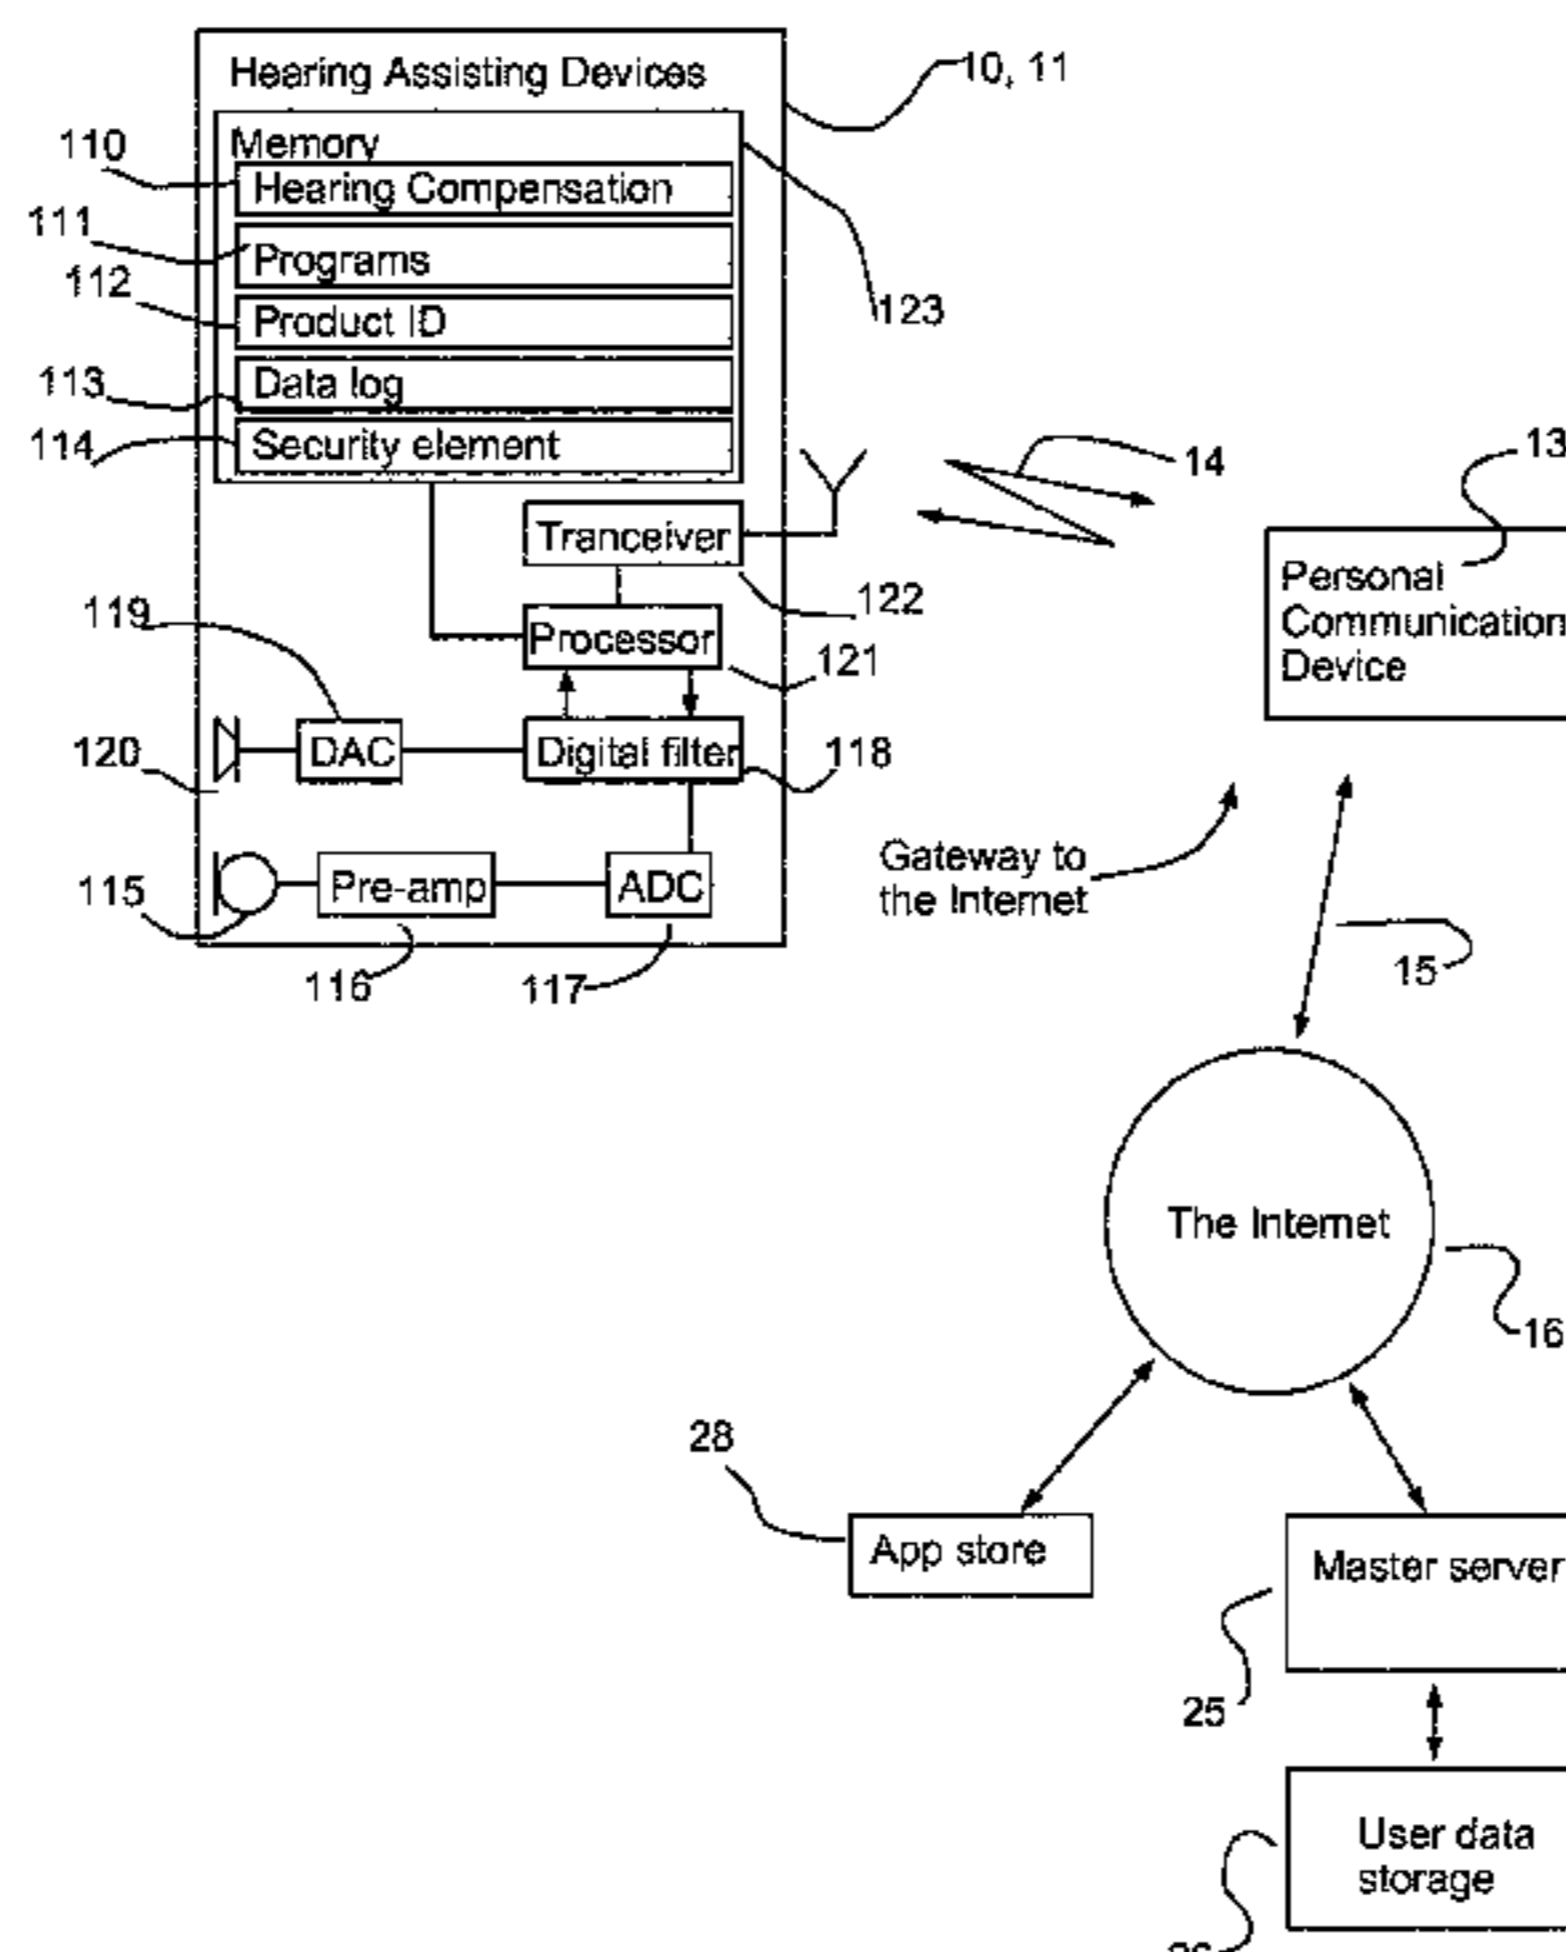 Hearing Assisting Devices
10, 11
Memory
110
Hearing Compensation
111
Programs
112
Product ID
123
113
Data log
114
Security element
14
13
Tranceiver
Personal
Communication
Device
122
119
Processor
121
120
DAC
Digital filter
118
Gateway to
the Internet
115
Pre-amp
ADC
116
117
15
The Internet
16
28
App store
Master server
25
User data
storage